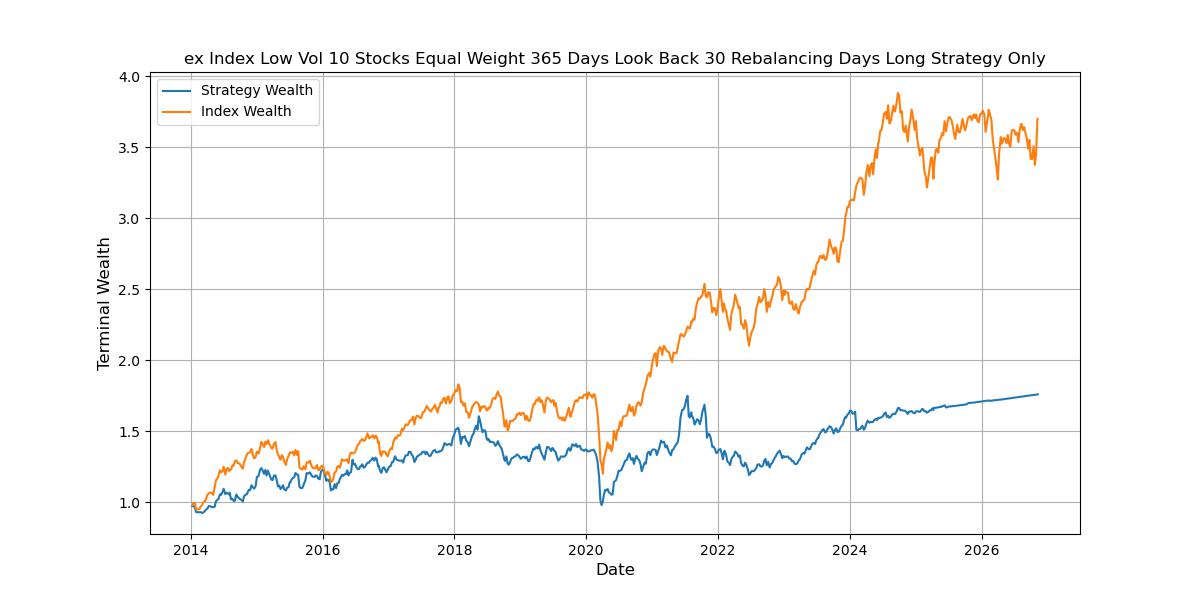 ex Index Low Vol 10 Stocks Equal Weight 365 Days Look Back 30 Rebalancing Days Long Strategy Only
Strategy Wealth
Index Wealth
Terminal Wealth
4.0
3.5
3.0
2.5
2.0
1.5
1.0
2014 2016 2018 2020 2022 2024 2026
Date